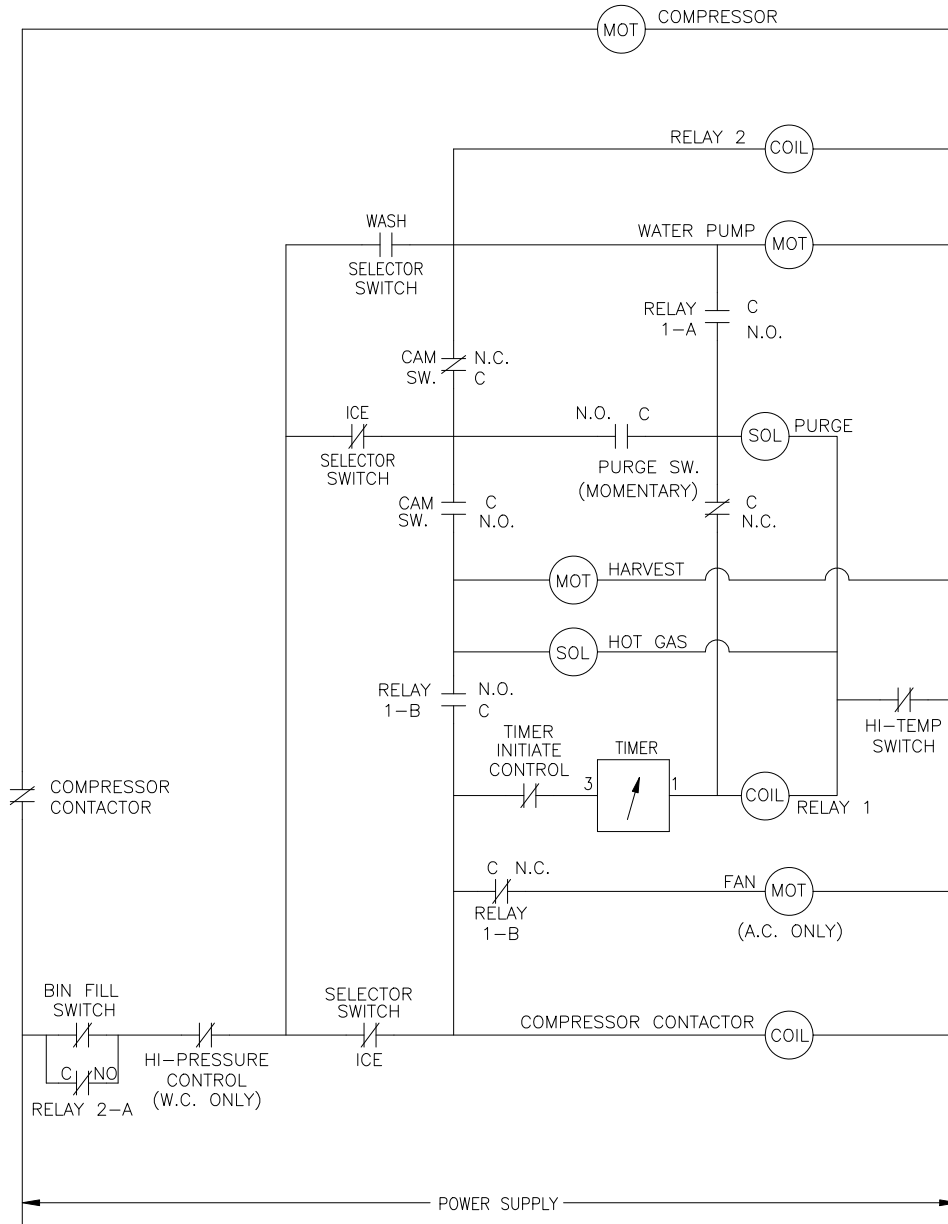 MOT COMPRESSOR
RELAY 2 COIL
WASH
SELECTOR
SWITCH
WATER PUMP MOT
RELAY
1-A
C
N.O.
CAM
SW.
N.C.
C
ICE
SELECTOR
SWITCH
N.O. C
PURGE SW.
(MOMENTARY)
SOL PURGE
CAM
SW.
C
N.O.
C
N.C.
MOT HARVEST
SOL HOT GAS
RELAY
1-B
N.O.
C
HI-TEMP
SWITCH
TIMER
INITIATE
CONTROL
TIMER
3 1
COIL RELAY 1
COMPRESSOR
CONTACTOR
C N.C.
RELAY
1-B
FAN MOT
(A.C. ONLY)
BIN FILL
SWITCH
C NO
RELAY 2-A
HI-PRESSURE
CONTROL
(W.C. ONLY)
SELECTOR
SWITCH
ICE
COMPRESSOR CONTACTOR COIL
POWER SUPPLY